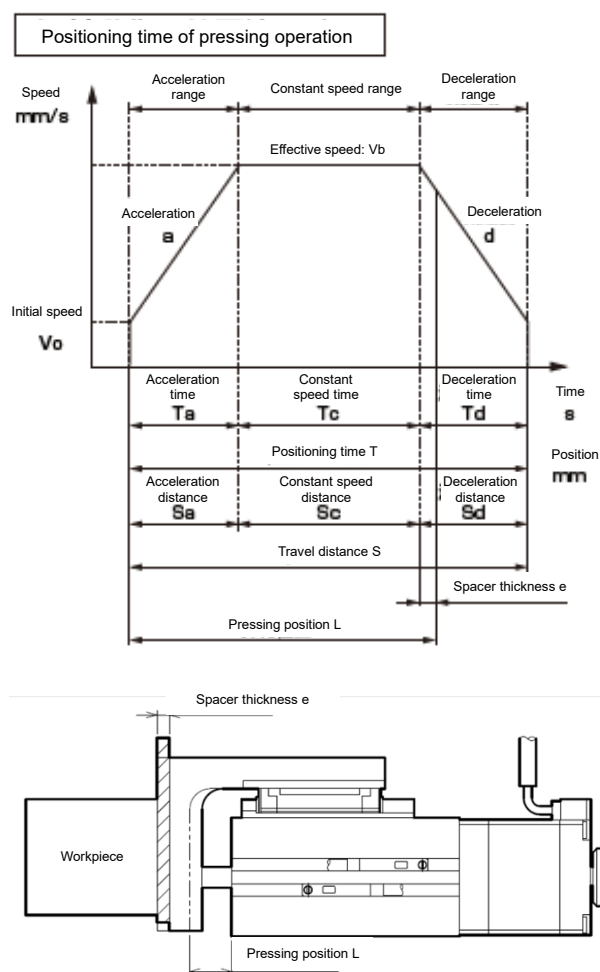 Positioning time of pressing operation
Speed
mm/s
Acceleration
range
Constant speed range
Deceleration
range
Effective speed: Vb
Acceleration
a
Deceleration
d
Initial speed
Vo
Acceleration
time
Ta
Constant
speed time
Tc
Deceleration
time
Td
Time
s
Positioning time T
Position
mm
Acceleration
distance
Sa
Constant speed
distance
Sc
Deceleration
distance
Sd
Travel distance S
Spacer thickness e
Pressing position L
Spacer thickness e
Workpiece
Pressing position L